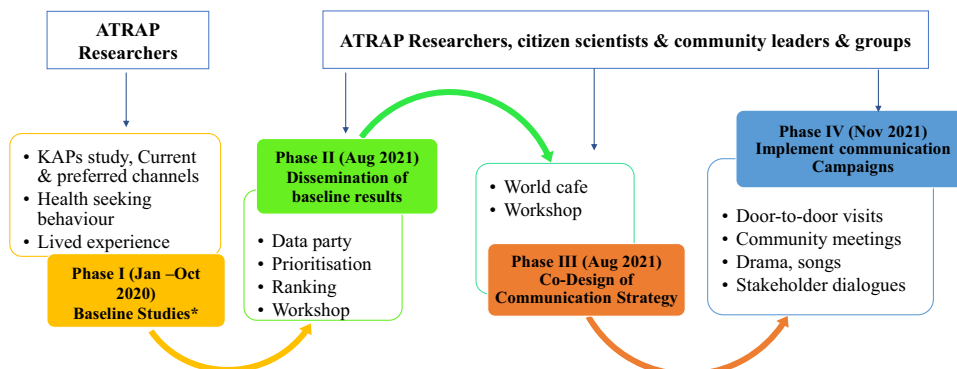 ATRAP
Researchers
ATRAP Researchers, citizen scientists & community leaders & groups
• KAPs study, Current
& preferred channels
• Health seeking
behaviour
• Lived experience
Phase I (Jan –Oct
2020)
Baseline Studies*
Phase II (Aug 2021)
Dissemination of
baseline results
• Data party
• Prioritisation
• Ranking
• Workshop
• World cafe
• Workshop
Phase III (Aug 2021)
Co-Design of
Communication Strategy
Phase IV (Nov 2021)
Implement communication
Campaigns
• Door-to-door visits
• Community meetings
• Drama, songs
• Stakeholder dialogues